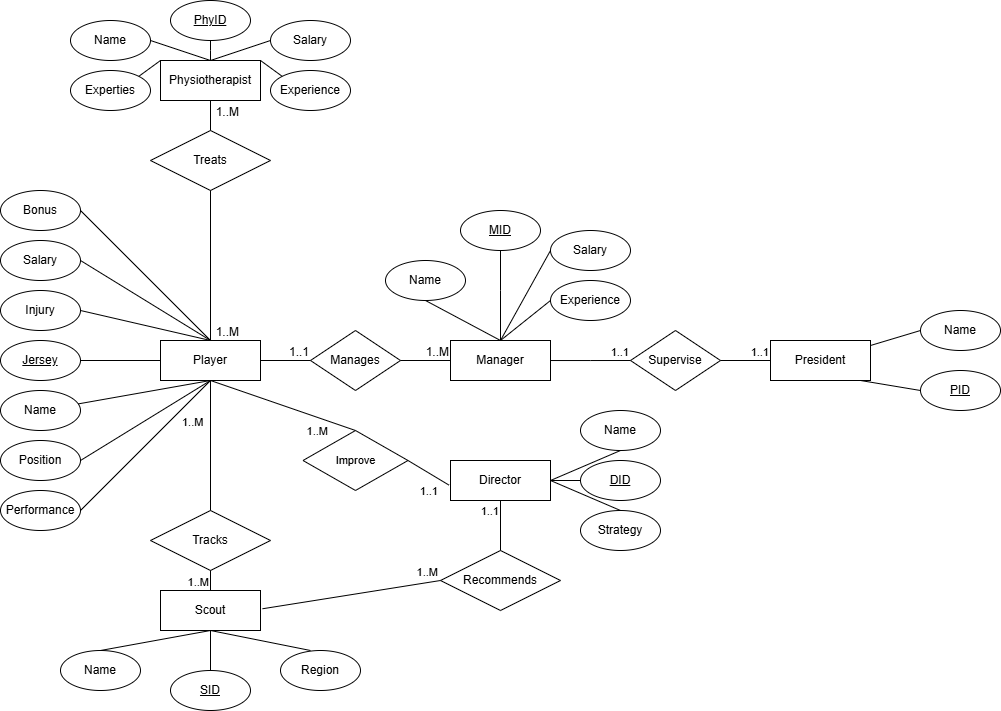 PhyID
Name
Salary
Experties
Physiotherapist
Experience
1..M
Treats
Bonus
Salary
Injury
Jersey
Name
Position
Performance
1..M
Player
1..1
Manages
1..M
MID
Name
Salary
Experience
Manager
1..1
Supervise
1..1
President
Name
PID
1..M
1..M
Improve
1..1
Director
Name
DID
Strategy
1..1
Tracks
1..M
Recommends
1..M
Scout
Name
SID
Region